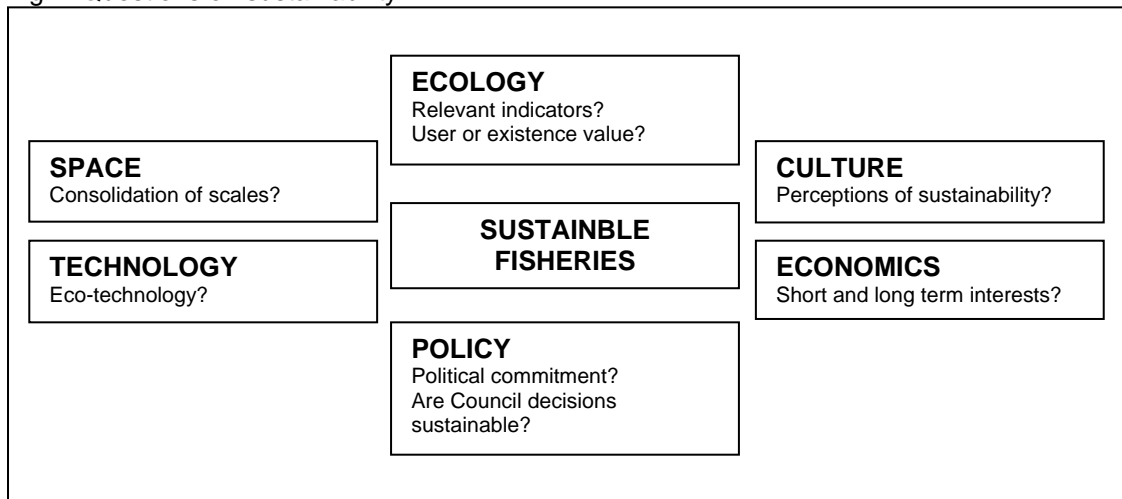 ECOLOGY
Relevant indicators?
User or existence value?
SPACE
Consolidation of scales?
CULTURE
Perceptions of sustainability?
SUSTAINBLE
FISHERIES
TECHNOLOGY
Eco-technology?
ECONOMICS
Short and long term interests?
POLICY
Political commitment?
Are Council decisions
sustainable?